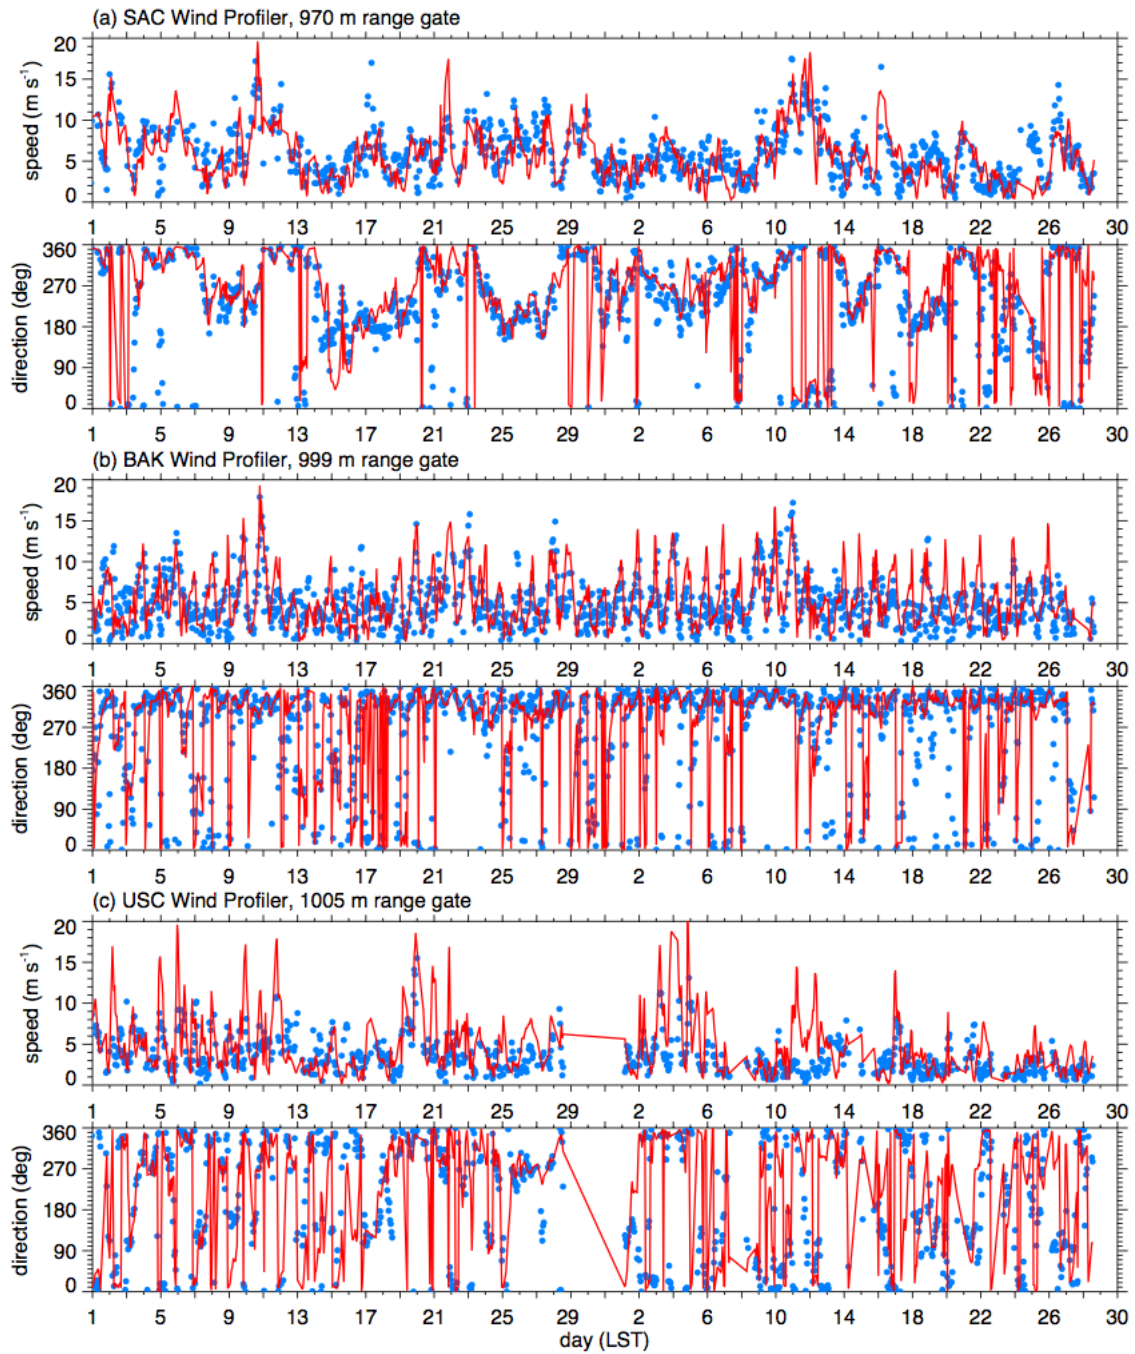 (a) SAC Wind Profiler, 970 m range gate
speed (m s⁻¹)
20
15
10
5
0
1 5 9 13 17 21 25 29 2 6 10 14 18 22 26 30
direction (deg)
360
270
180
90
0
1 5 9 13 17 21 25 29 2 6 10 14 18 22 26 30
(b) BAK Wind Profiler, 999 m range gate
speed (m s⁻¹)
20
15
10
5
0
1 5 9 13 17 21 25 29 2 6 10 14 18 22 26 30
direction (deg)
360
270
180
90
0
1 5 9 13 17 21 25 29 2 6 10 14 18 22 26 30
(c) USC Wind Profiler, 1005 m range gate
speed (m s⁻¹)
20
15
10
5
0
1 5 9 13 17 21 25 29 2 6 10 14 18 22 26 30
direction (deg)
360
270
180
90
0
1 5 9 13 17 21 25 29 2 6 10 14 18 22 26 30
day (LST)